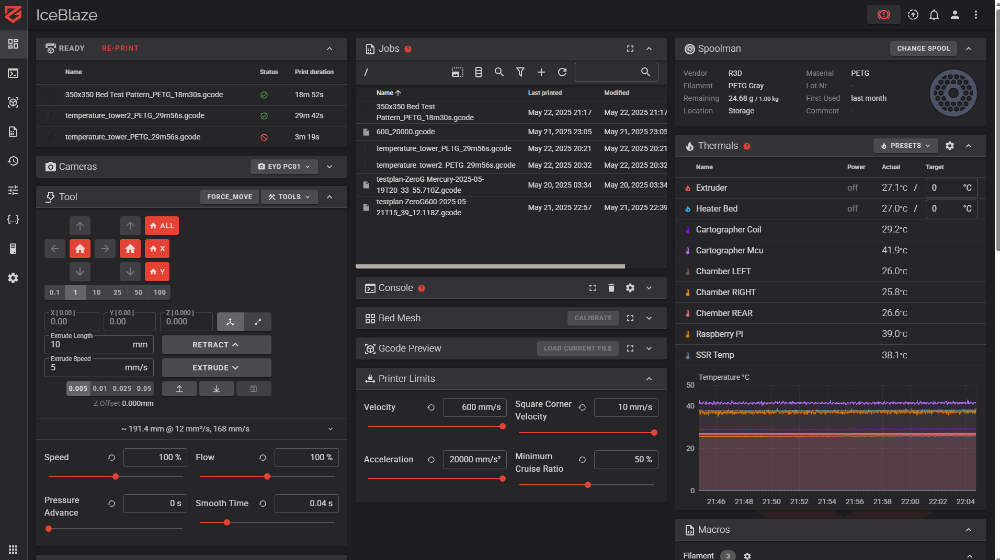 IceBlaze
READY RE-PRINT
Name Status Print duration
350x350 Bed Test Pattern_PETG_18m30s.gcode 18m 52s
temperature_tower2_PETG_29m56s.gcode 29m 42s
temperature_tower_PETG_29m56s.gcode 3m 19s
Cameras EYD PC01
Tool FORCE_MOVE TOOLS
ALL
X
Y
0.1 1 10 25 50 100
X [ 0.00 ] Y [ 0.00 ] Z [ 0.000 ]
0.00 0.00 0.000
Extrude Length
10 mm RETRACT
Extrude Speed
5 mm/s EXTRUDE
0.005 0.01 0.025 0.05
Z Offset 0.000mm
~ 191.4 mm @ 12 mm³/s, 168 mm/s
Speed 100 % Flow 100 %
Pressure
Advance 0 s Smooth Time 0.04 s
Jobs ?
/
Name Last printed Modified
350x350 Bed Test
Pattern_PETG_18m30s.gcode May 22, 2025 21:17 May 22, 2025 21:17
600_20000.gcode May 21, 2025 23:05 May 21, 2025 23:05
temperature_tower_PETG_29m56s.gcode May 22, 2025 20:21 May 22, 2025 20:21
temperature_tower2_PETG_29m56s.gcode May 22, 2025 20:32 May 22, 2025 20:32
testplan-ZeroG Mercury-2025-05-
19T20_33_55.710Z.gcode May 20, 2025 03:34 May 20, 2025 03:34
testplan-ZeroG600-2025-05-
21T15_39_12.118Z.gcode May 21, 2025 22:57 May 21, 2025 22:39
Console ?
Bed Mesh CALIBRATE
Gcode Preview LOAD CURRENT FILE
Printer Limits
Velocity 600 mm/s Square Corner
Velocity 10 mm/s
Acceleration 20000 mm/s² Minimum
Cruise Ratio 50 %
Spoolman CHANGE SPOOL
Vendor R3D Material PETG
Filament PETG Gray Lot Nr -
Remaining 24.68 g / 1.00 kg First Used last month
Location Storage Comment -
Thermals ? PRESETS
Name Power Actual Target
Extruder off 27.1°C / 0 °C
Heater Bed off 27.0°C / 0 °C
Cartographer Coil 29.2°C
Cartographer Mcu 41.9°C
Chamber LEFT 26.0°C
Chamber RIGHT 25.8°C
Chember REAR 26.6°C
Raspberry Pi 39.0°C
SSR Temp 38.1°C
Temperature °C
50
40
20
0
21:46 21:48 21:50 21:52 21:54 21:56 21:58 22:00 22:02 22:04
Macros
Filament 3